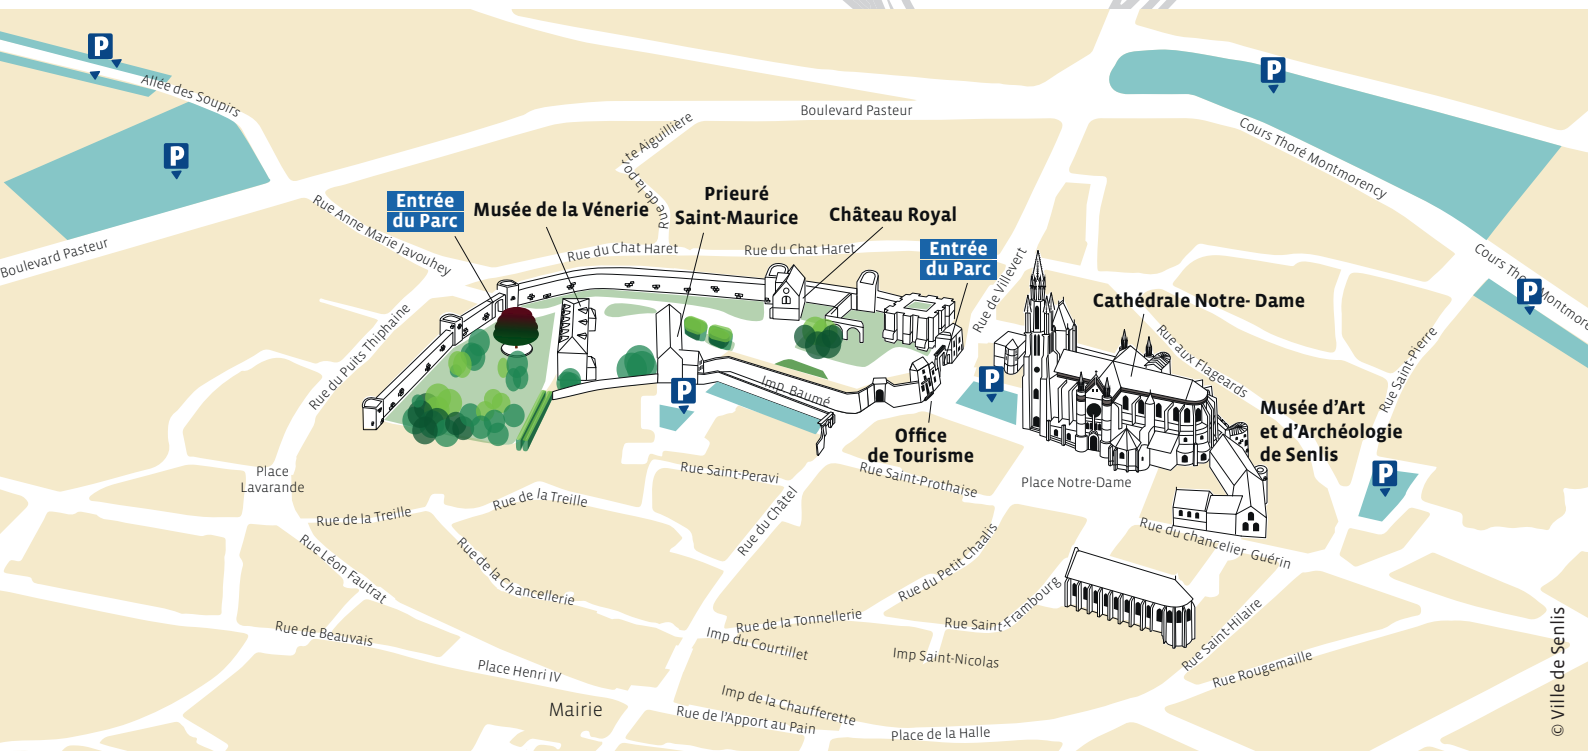 P
P
Allée des Soupirs
Boulevard Pasteur
Cours Thoré Montmorency
P
P
Rue de la porte Aiguillière
Entrée
du Parc
Musée de la Vénerie
Prieuré
Saint-Maurice
Château Royal
Rue Anne Marie Javouhey
Boulevard Pasteur
Rue du Chat Haret
Rue du Chat Haret
Entrée
du Parc
Rue de Villevert
Cathédrale Notre- Dame
Cours Thoré Montmore
P
Rue du Puits Thiphaine
Rue aux Flageards
Rue Saint-Pierre
P
Imp. Baumé
P
Office
de Tourisme
Musée d'Art
et d'Archéologie
de Senlis
Place
Lavarande
Rue Saint-Peravi
Rue Saint-Prothaise
Place Notre-Dame
P
Rue de la Treille
Rue de la Treille
Rue du Châtel
Rue du chancelier Guérin
Rue Léon Fautrat
Rue de la Chancellerie
Rue du Petit Chaalis
Rue de Beauvais
Rue de la Tonnellerie
Rue Saint-Frambourg
Imp du Courtillet
Imp Saint-Nicolas
Rue Saint-Hilaire
Rue Rougemaille
Place Henri IV
Mairie
Imp de la Chaufferette
Rue de l'Apport au Pain
Place de la Halle
© Ville de Senlis